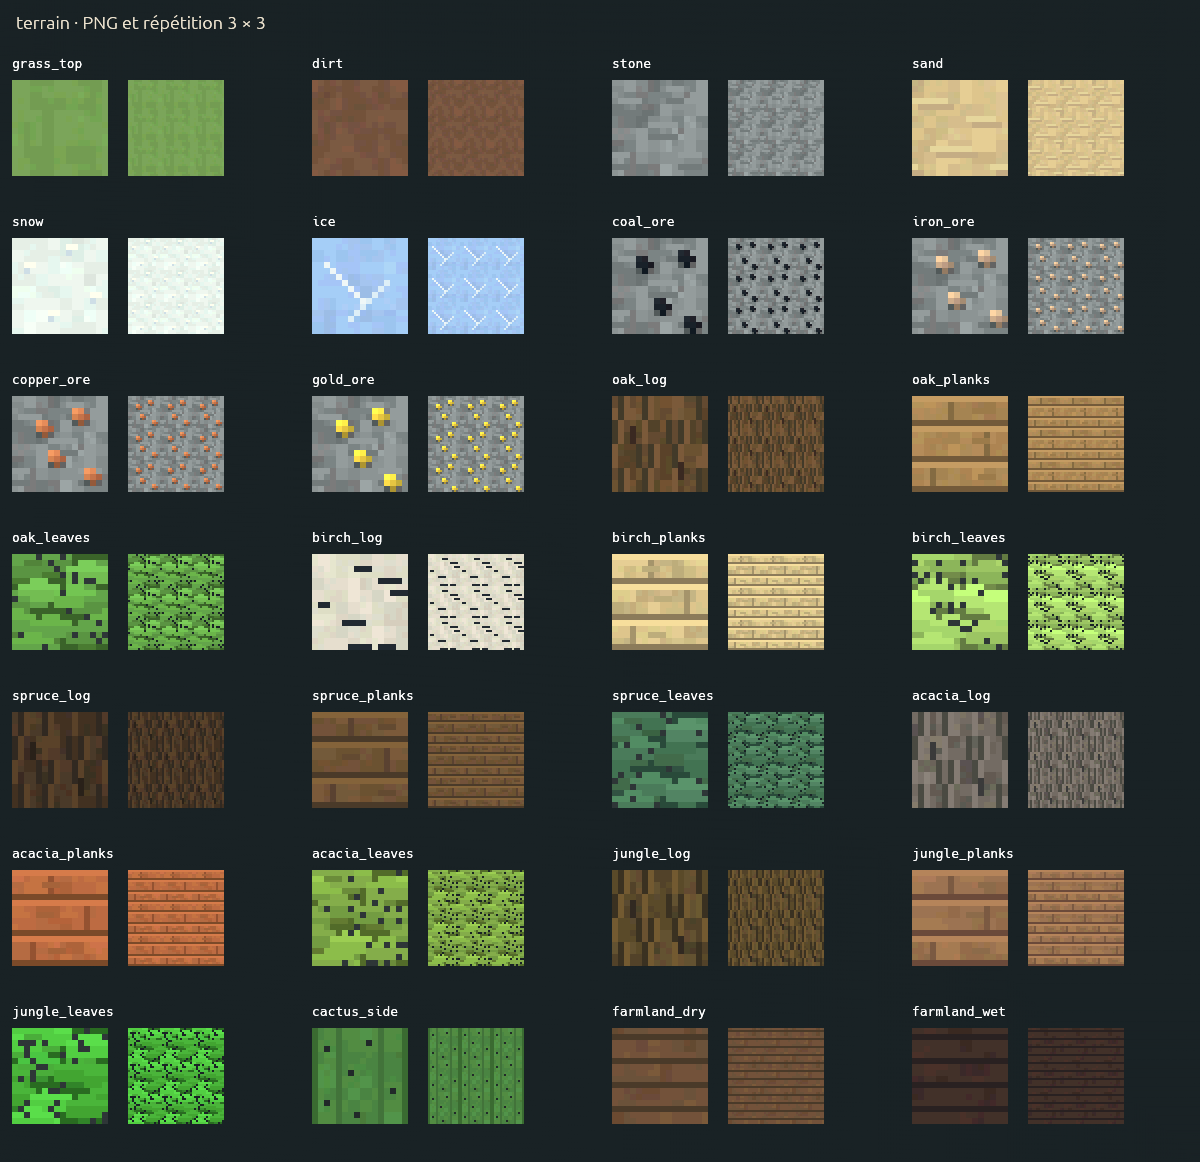 terrain · PNG et répétition 3 × 3
grass_top dirt stone sand
snow ice coal_ore iron_ore
copper_ore gold_ore oak_log oak_planks
oak_leaves birch_log birch_planks birch_leaves
spruce_log spruce_planks spruce_leaves acacia_log
acacia_planks acacia_leaves jungle_log jungle_planks
jungle_leaves cactus_side farmland_dry farmland_wet